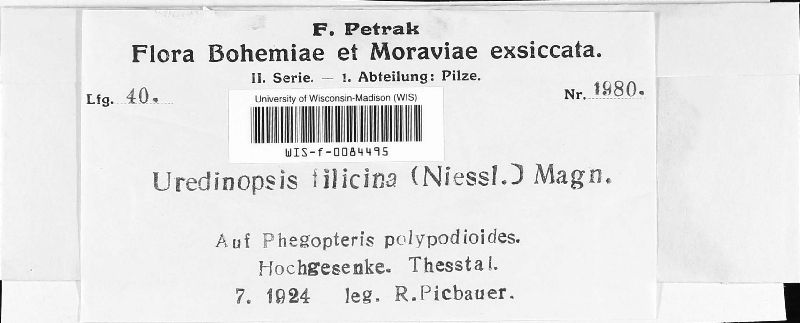 F. Petrak
Flora Bohemiae et Moraviae exsiccata.
II. Serie. — 1. Abteilung: Pilze.
Lfg. 40.
Nr. 1980.
University of Wisconsin-Madison (WIS)
WIS-f-0084495
Uredinopsis filicina (Niessl.) Magn.
Auf Phegopteris polypodioides.
Hochgesenke. Thesstal.
7. 1924 leg. R.Picbauer.